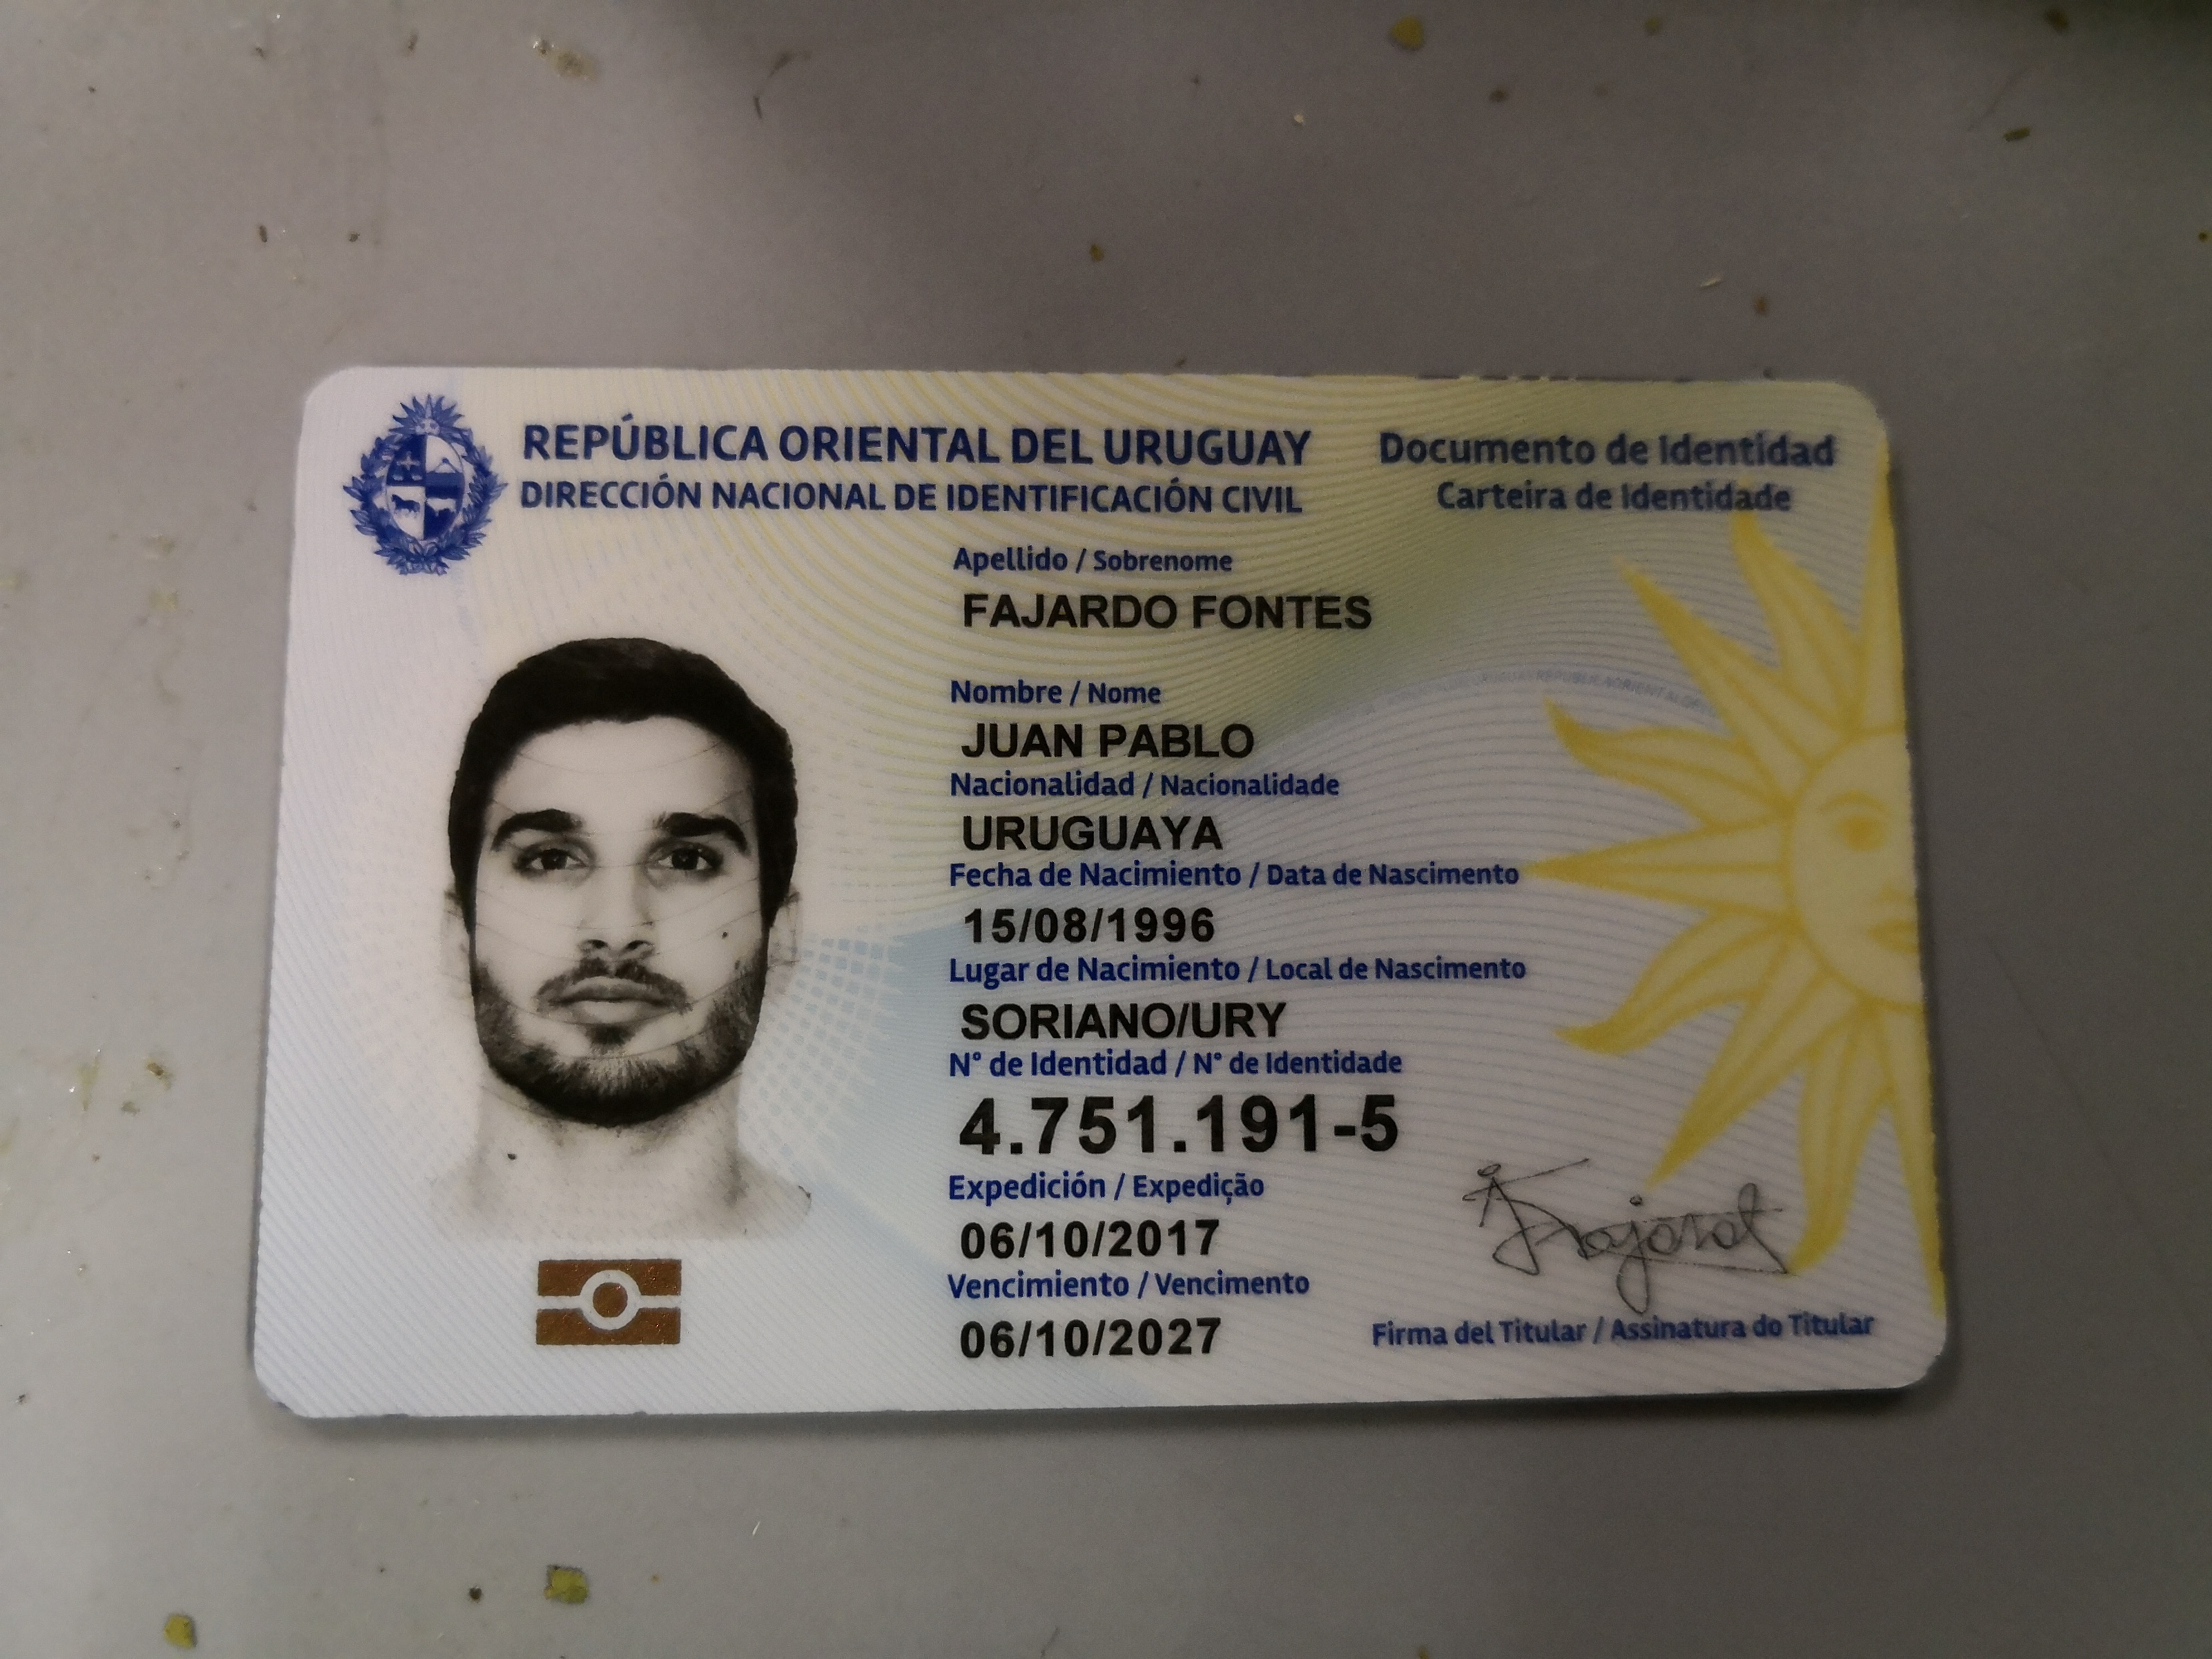 REPÚBLICA ORIENTAL DEL URUGUAY
DIRECCIÓN NACIONAL DE IDENTIFICACIÓN CIVIL
Documento de Identidad
Carteira de Identidade
Apellido / Sobrenome
FAJARDO FONTES
Nombre / Nome
JUAN PABLO
Nacionalidad / Nacionalidade
URUGUAYA
Fecha de Nacimiento / Data de Nascimento
15/08/1996
Lugar de Nacimiento / Local de Nascimento
SORIANO/URY
N° de Identidad / N° de Identidade
4.751.191-5
Expedición / Expedição
06/10/2017
Vencimiento / Vencimento
06/10/2027
Firma del Titular / Assinatura do Titular